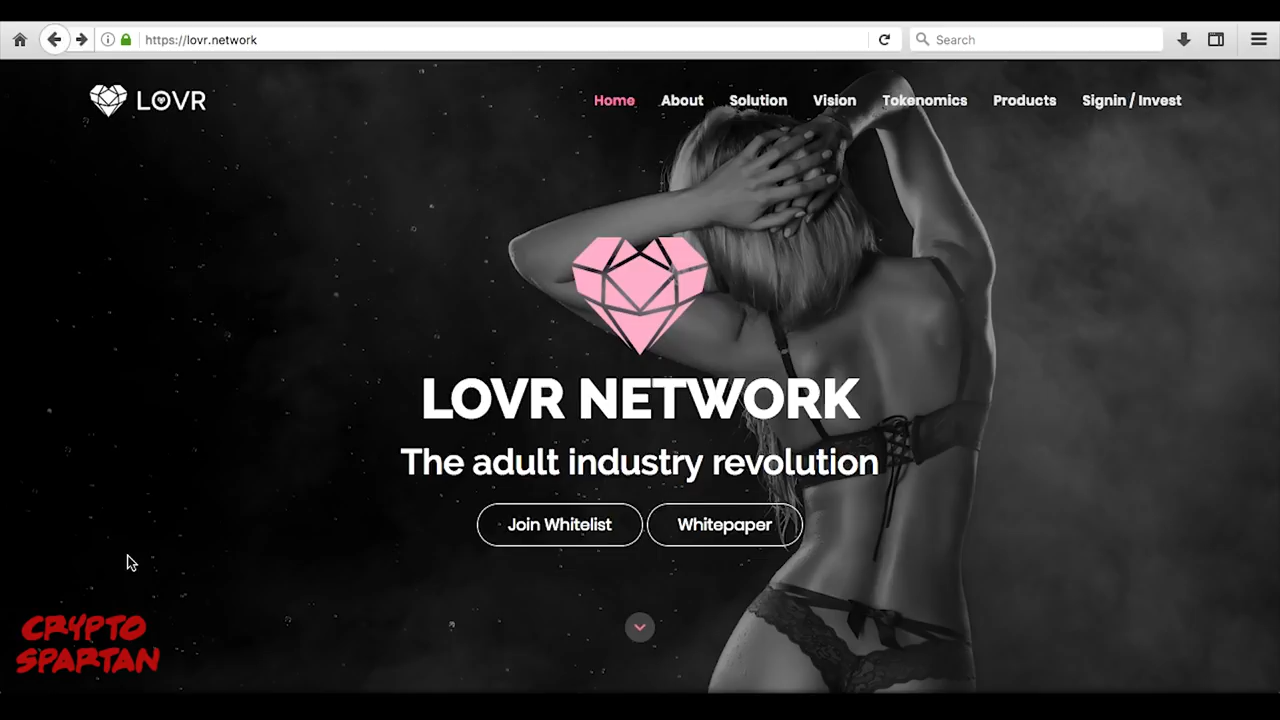 https://lovr.network
Search
LOVR
Home
About
Solution
Vision
Tokenomics
Products
Signin / Invest
LOVR NETWORK
The adult industry revolution
Join Whitelist
Whitepaper
CRYPTO
SPARTAN